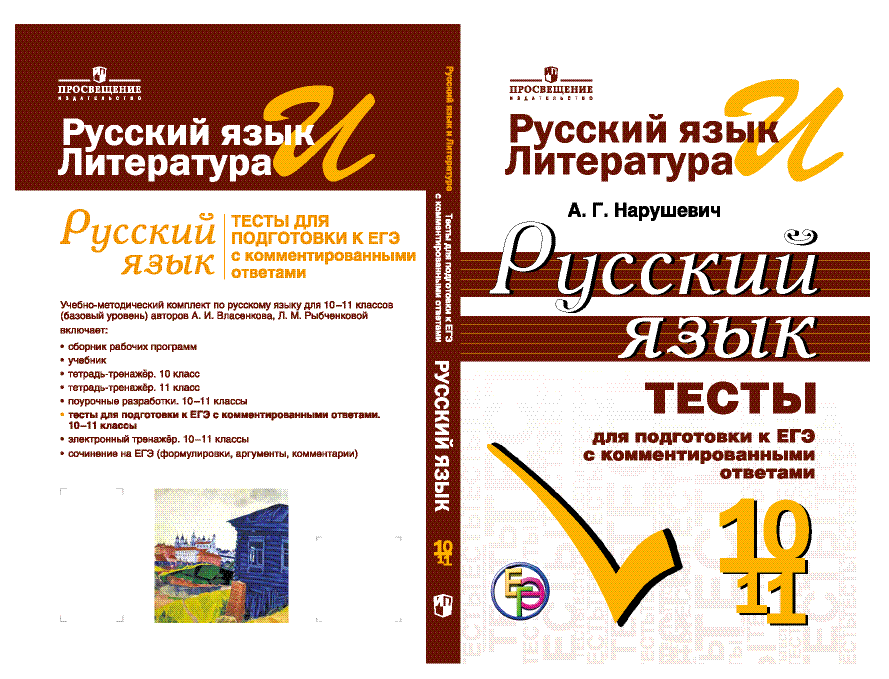 ПРОСВЕЩЕНИЕ
ИЗДАТЕЛЬСТВО
Русский язык
И
Литература
Русский
язык
ТЕСТЫ ДЛЯ
ПОДГОТОВКИ К ЕГЭ
с комментированными
ответами
Учебно-методический комплект по русскому языку для 10–11 классов
(базовый уровень) авторов А. И. Власенкова, Л. М. Рыбченковой
включает:
• сборник рабочих программ
• учебник
• тетрадь-тренажёр. 10 класс
• тетрадь-тренажёр. 11 класс
• поурочные разработки. 10–11 классы
• тесты для подготовки к ЕГЭ с комментированными ответами.
10–11 классы
• электронный тренажёр. 10–11 классы
• сочинение на ЕГЭ (формулировки, аргументы, комментарии)
Русский язык и Литература
Тесты для подготовки к ЕГЭ
с комментированными ответами
РУССКИЙ ЯЗЫК
10
11
ПРОСВЕЩЕНИЕ
ИЗДАТЕЛЬСТВО
Русский язык
И
Литература
А. Г. Нарушевич
Русский
язык
ТЕСТЫ
для подготовки к ЕГЭ
с комментированными
ответами
10
11
ЕГЭ